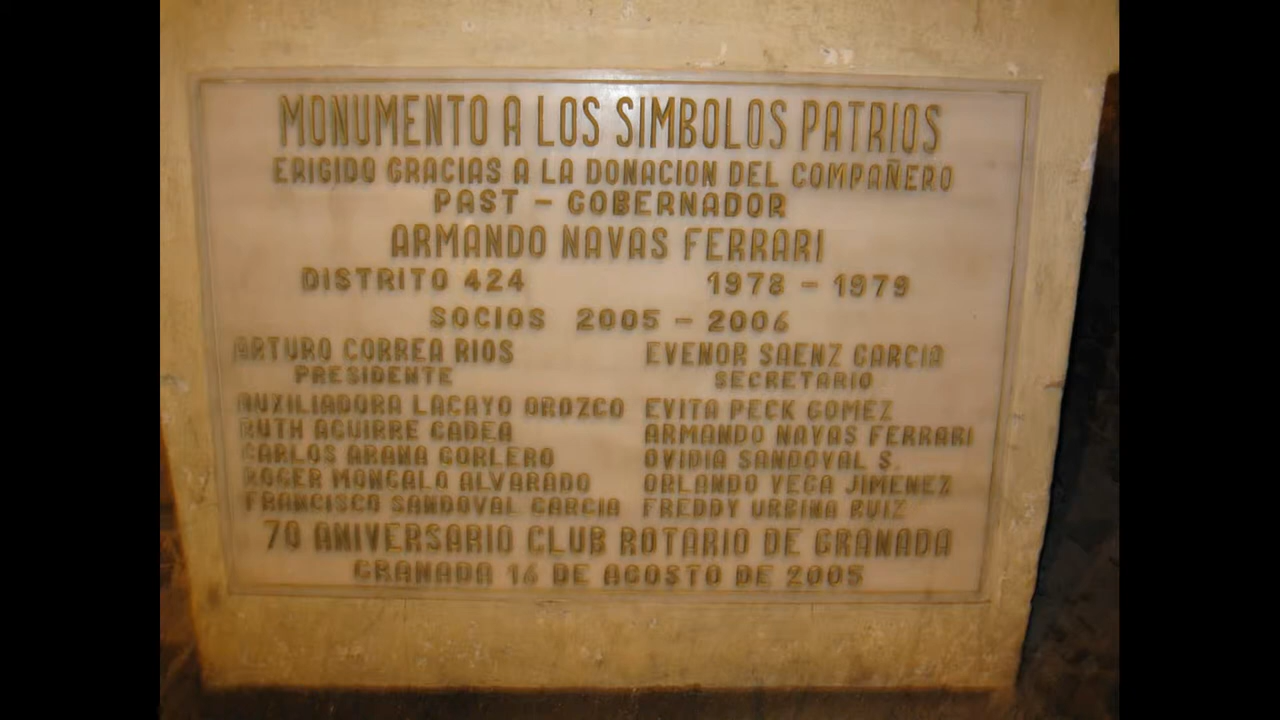 MONUMENTO A LOS SIMBOLOS PATRIOS
ERIGIDO GRACIAS A LA DONACION DEL COMPAÑERO
PAST - GOBERNADOR
ARMANDO NAVAS FERRARI
DISTRITO 424 1978 - 1979
SOCIOS 2005 - 2006
ARTURO CORREA RIOS EVENOR SAENZ GARCIA
PRESIDENTE SECRETARIO
AUXILIADORA LACAYO OROZCO EVITA PECK GOMEZ
RUTH AGUIRRE CADEA ARMANDO NAVAS FERRARI
CARLOS ARANA GORLERO OVIDIA SANDOVAL S.
ROGER MONGALO ALVARADO ORLANDO VEGA JIMENEZ
FRANCISCO SANDOVAL GARCIA FREDDY URBINA RUIZ
70 ANIVERSARIO CLUB ROTARIO DE GRANADA
GRANADA 16 DE AGOSTO DE 2005